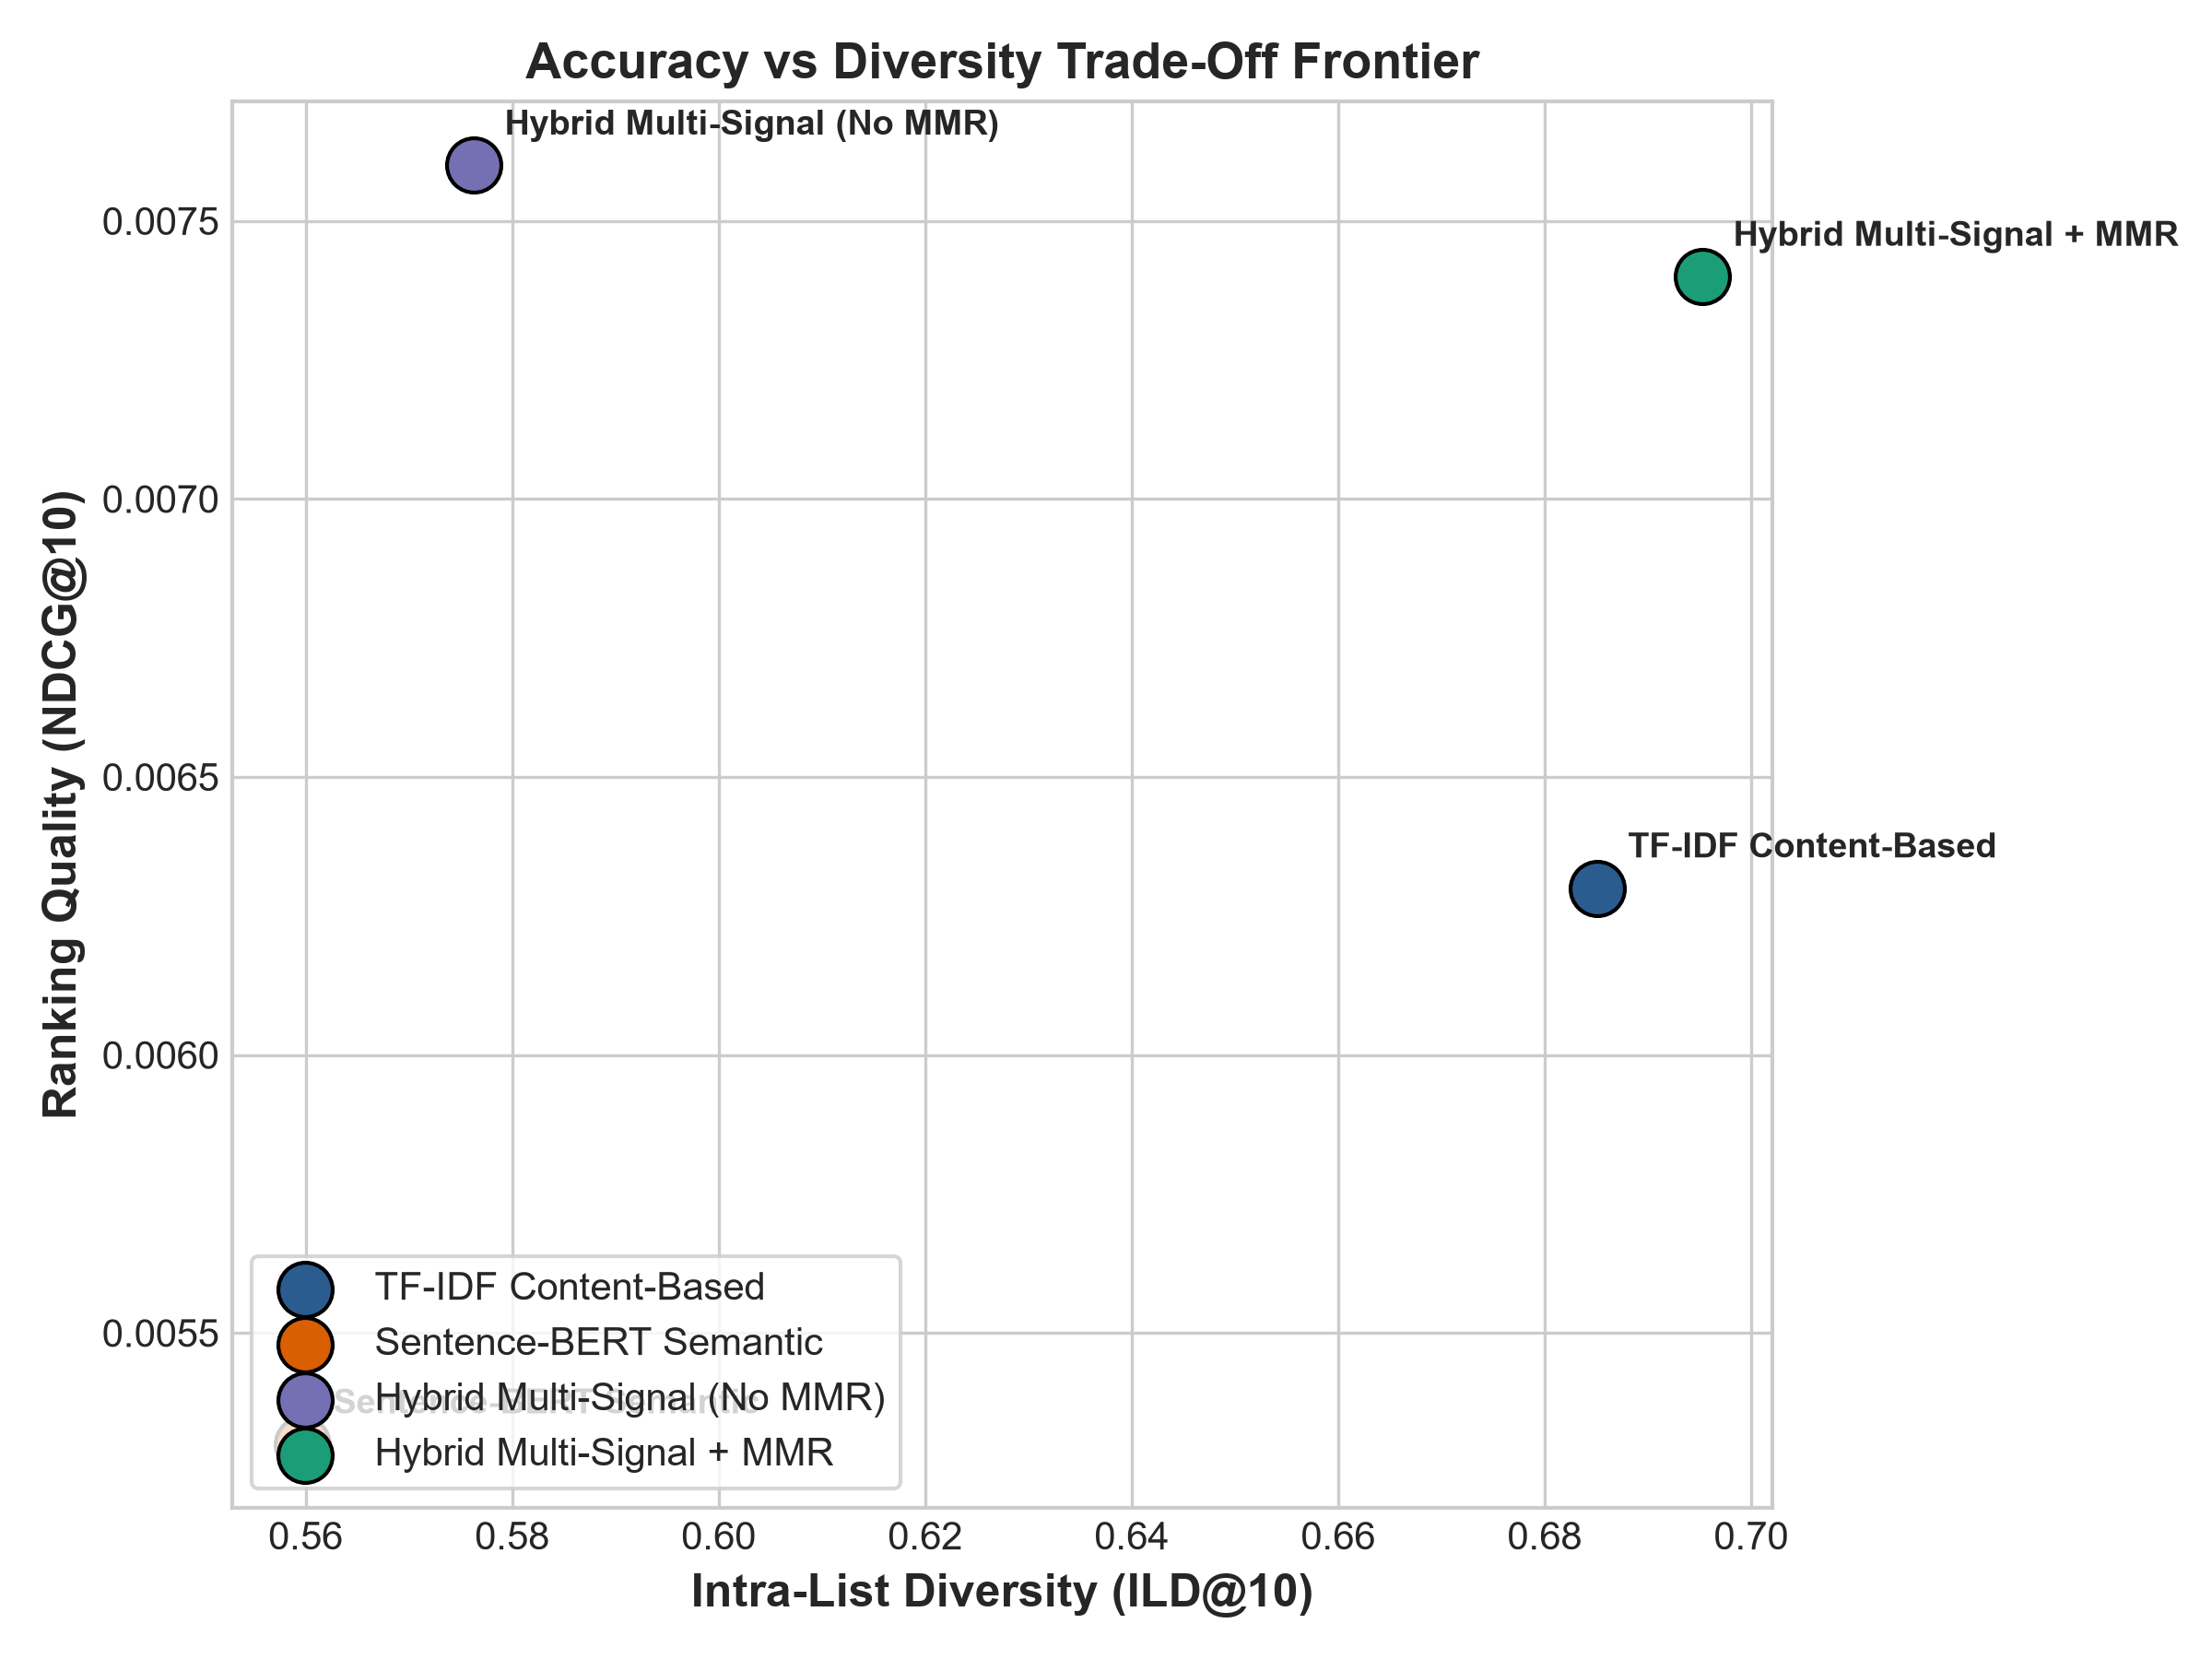 Accuracy vs Diversity Trade-Off Frontier
Hybrid Multi-Signal (No MMR)
Hybrid Multi-Signal + MMR
TF-IDF Content-Based
Ranking Quality (NDCG@10)
0.0075
0.0070
0.0065
0.0060
0.0055
TF-IDF Content-Based
Sentence-BERT Semantic
Sentence-BERT Semantic
Hybrid Multi-Signal (No MMR)
Hybrid Multi-Signal + MMR
0.56 0.58 0.60 0.62 0.64 0.66 0.68 0.70
Intra-List Diversity (ILD@10)